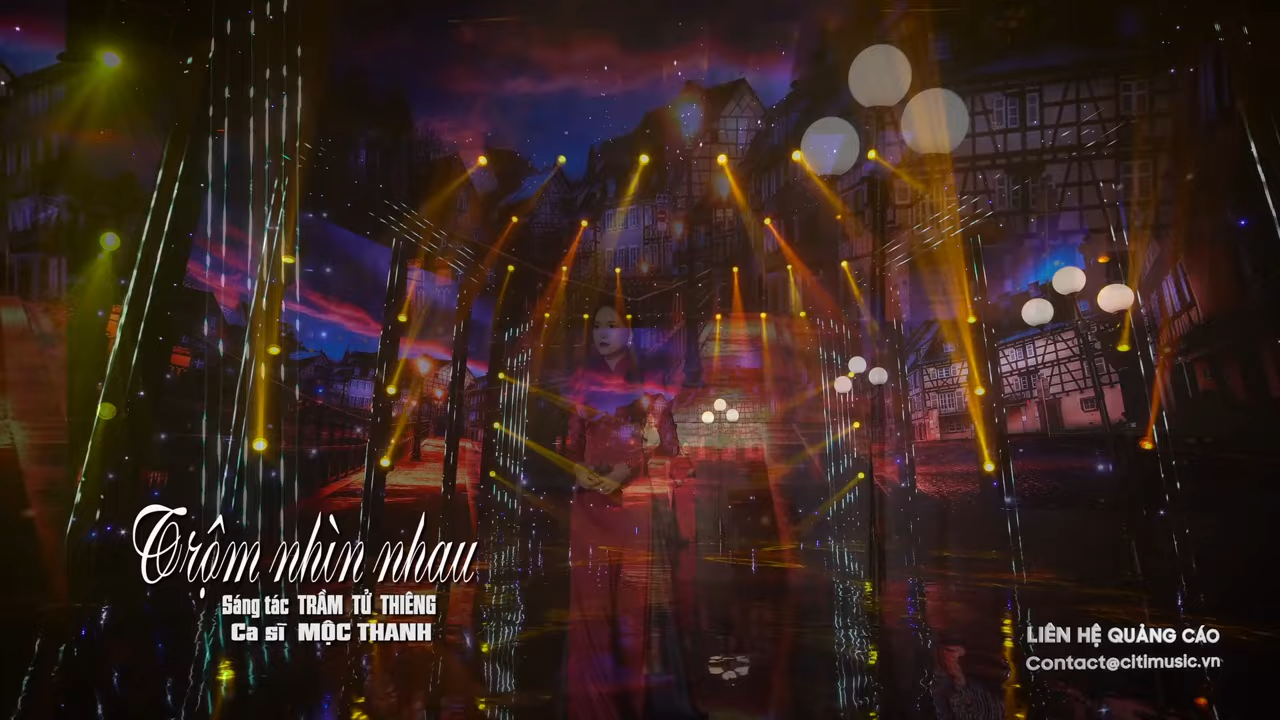 Trộm nhìn nhau
Sáng tác TRẦM TỬ THIÊNG
Ca sĩ MỘC THANH
LIÊN HỆ QUẢNG CÁO
Contact@citimusic.vn